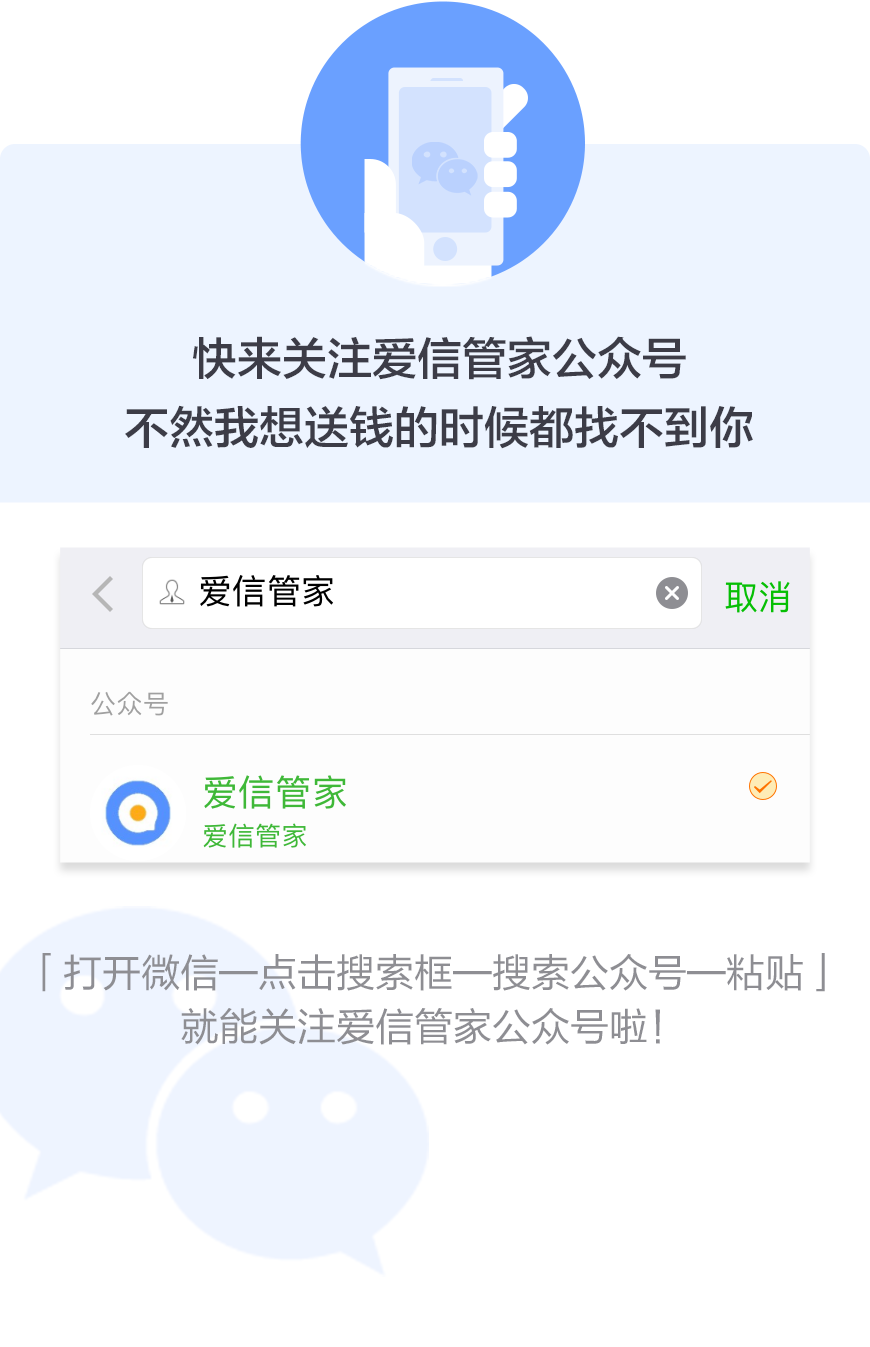 快来关注爱信管家公众号
不然我想送钱的时候都找不到你
爱信管家
取消
公众号
爱信管家
爱信管家
「打开微信—点击搜索框—搜索公众号—粘贴」
就能关注爱信管家公众号啦！